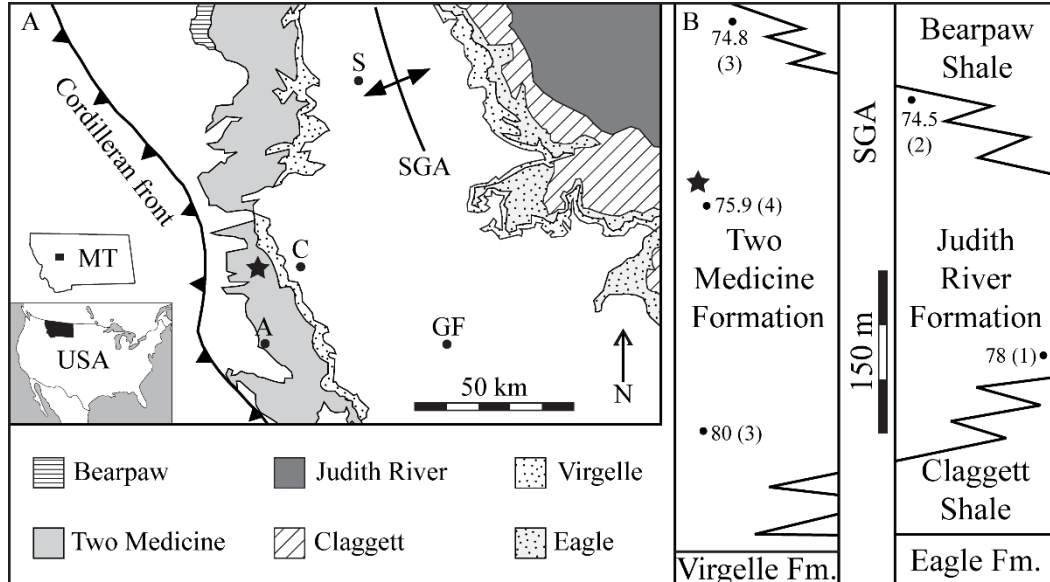 A
Cordilleran front
S
SGA
MT
C
A
GF
USA
50 km
N
Bearpaw
Judith River
Virgelle
Two Medicine
Claggett
Eagle
B
74.8
(3)
75.9 (4)
Two
Medicine
Formation
80 (3)
Virgelle Fm.
SGA
150 m
Bearpaw
Shale
74.5
(2)
Judith
River
Formation
78 (1)
Claggett
Shale
Eagle Fm.